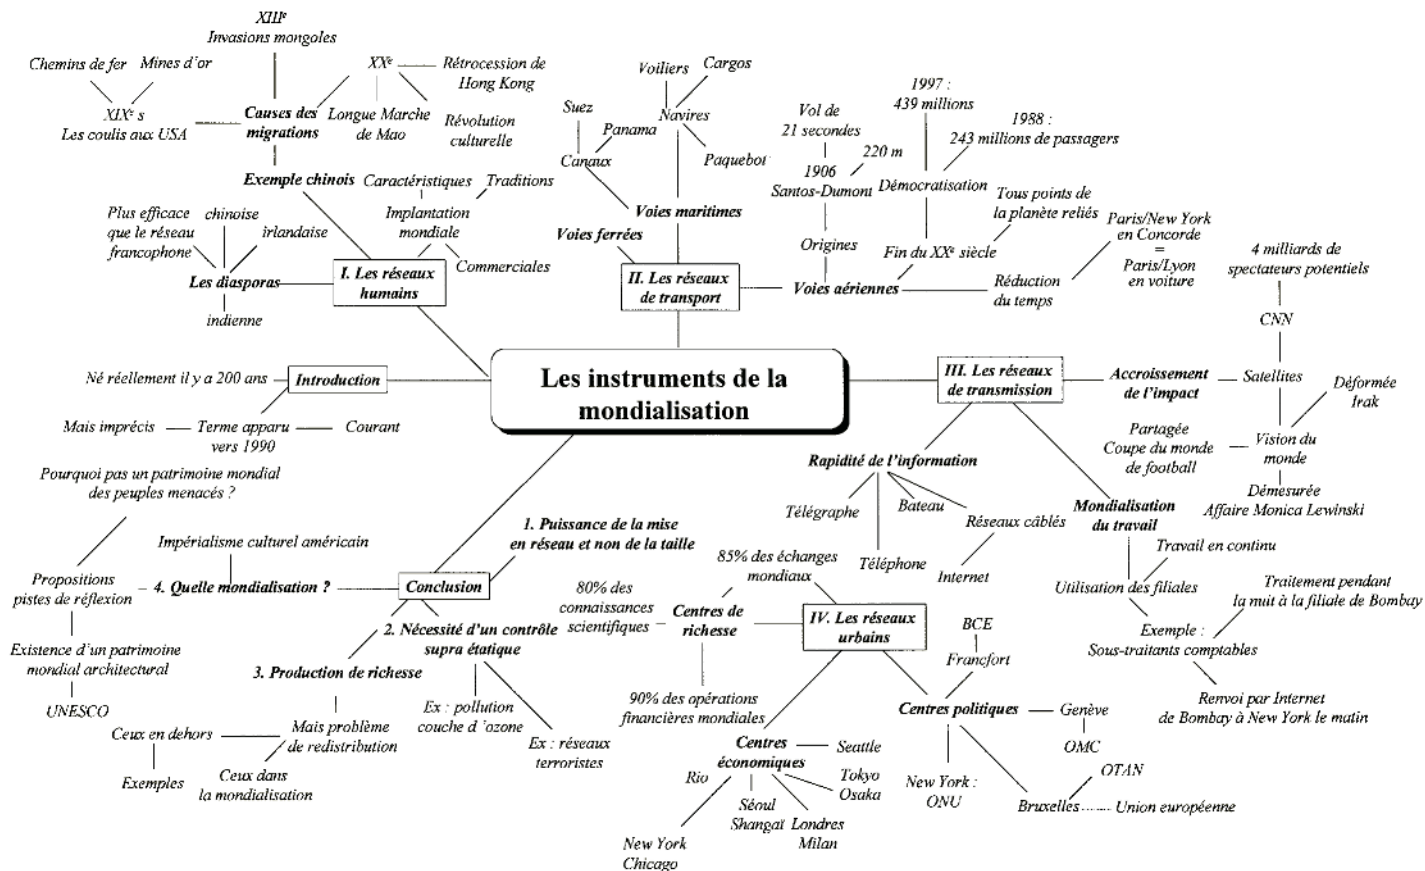 XIIIe
Invasions mongoles
Chemins de fer
Mines d'or
XIXe s
Les coulis aux USA
Causes des
migrations
XXe
Rétrocession de
Hong Kong
Longue Marche
de Mao
Révolution
culturelle
Exemple chinois
Caractéristiques
Traditions
Implantation
mondiale
Commerciales
Plus efficace
que le réseau
francophone
chinoise
irlandaise
Les diasporas
indienne
I. Les réseaux
humains
Voiliers
Cargos
Suez
Panama
Navires
Canaux
Paquebot
Voies maritimes
Voies ferrées
II. Les réseaux
de transport
Vol de
21 secondes
220 m
1906
Santos-Dumont
Origines
Voies aériennes
1997 :
439 millions
1988 :
243 millions de passagers
Démocratisation
Tous points de
la planète reliés
Fin du XXe siècle
Réduction
du temps
Paris/New York
en Concorde
=
Paris/Lyon
en voiture
Les instruments de la
mondialisation
Né réellement il y a 200 ans
Introduction
Mais imprécis
Terme apparu
vers 1990
Courant
III. Les réseaux
de transmission
Accroissement
de l'impact
4 milliards de
spectateurs potentiels
CNN
Satellites
Déformée
Irak
Partagée
Coupe du monde
de football
Vision du
monde
Démesurée
Affaire Monica Lewinski
Rapidité de l'information
Télégraphe
Bateau
Réseaux câblés
Téléphone
Internet
Mondialisation
du travail
Travail en continu
Utilisation des filiales
Exemple :
Sous-traitants comptables
Traitement pendant
la nuit à la filiale de Bombay
Renvoi par Internet
de Bombay à New York le matin
Pourquoi pas un patrimoine mondial
des peuples menacés ?
Impérialisme culturel américain
Propositions
pistes de réflexion
4. Quelle mondialisation ?
Conclusion
1. Puissance de la mise
en réseau et non de la taille
Existence d'un patrimoine
mondial architectural
UNESCO
2. Nécessité d'un contrôle
supra étatique
Ex : pollution
couche d 'ozone
Ex : réseaux
terroristes
3. Production de richesse
Mais problème
de redistribution
Ceux en dehors
Exemples
Ceux dans
la mondialisation
85% des échanges
mondiaux
80% des
connaissances
scientifiques
Centres de
richesse
90% des opérations
financières mondiales
IV. Les réseaux
urbains
Centres
économiques
Seattle
Tokyo
Osaka
Rio
Séoul
Shangaï
Londres
Milan
New York
Chicago
BCE
Francfort
Centres politiques
Genève
OMC
New York :
ONU
OTAN
Bruxelles
Union européenne